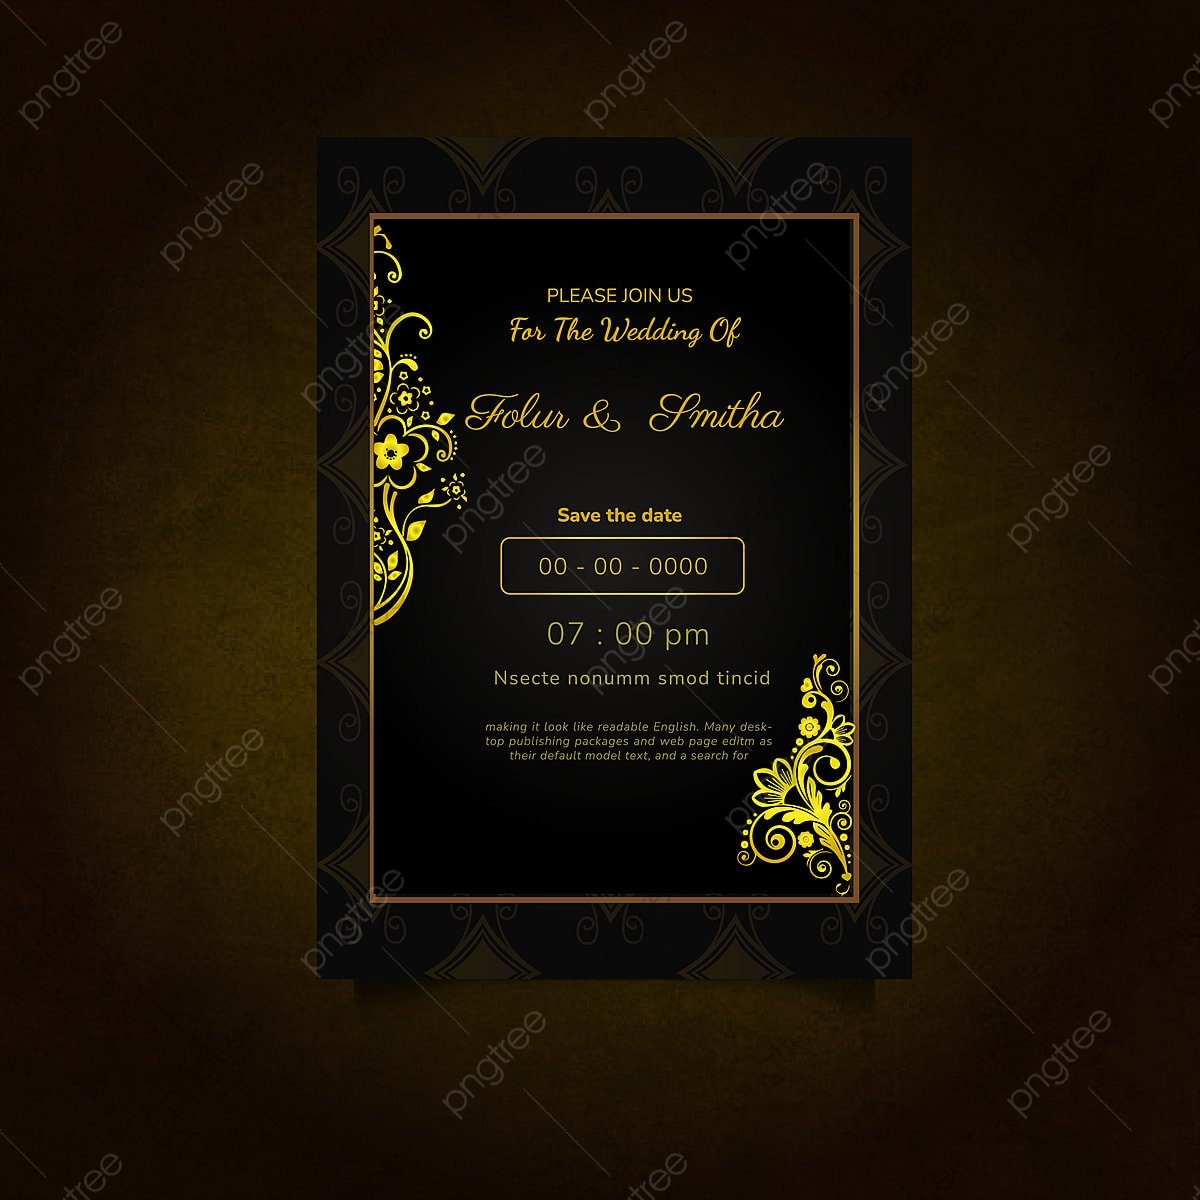 PLEASE JOIN US
For The Wedding Of
Folur & Smitha
Save the date
00 - 00 - 0000
07 : 00 pm
Nsecte nonumm smod tincid
making it look like readable English. Many desk-
top publishing packages and web page editm as
their default model text, and a search for
pngtree